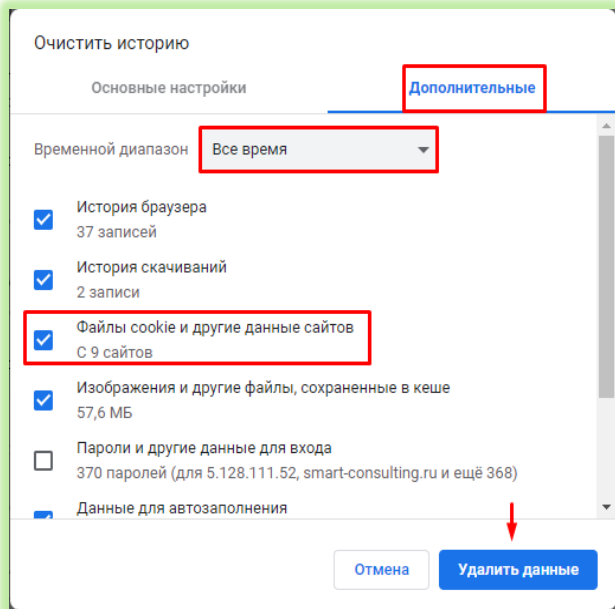 Очистить историю
Основные настройки
Дополнительные
Временной диапазон
Все время
История браузера
37 записей
История скачиваний
2 записи
Файлы cookie и другие данные сайтов
С 9 сайтов
Изображения и другие файлы, сохраненные в кеше
57,6 МБ
Пароли и другие данные для входа
370 паролей (для 5.128.111.52, smart-consulting.ru и ещё 368)
Данные для автозаполнения
Отмена
Удалить данные